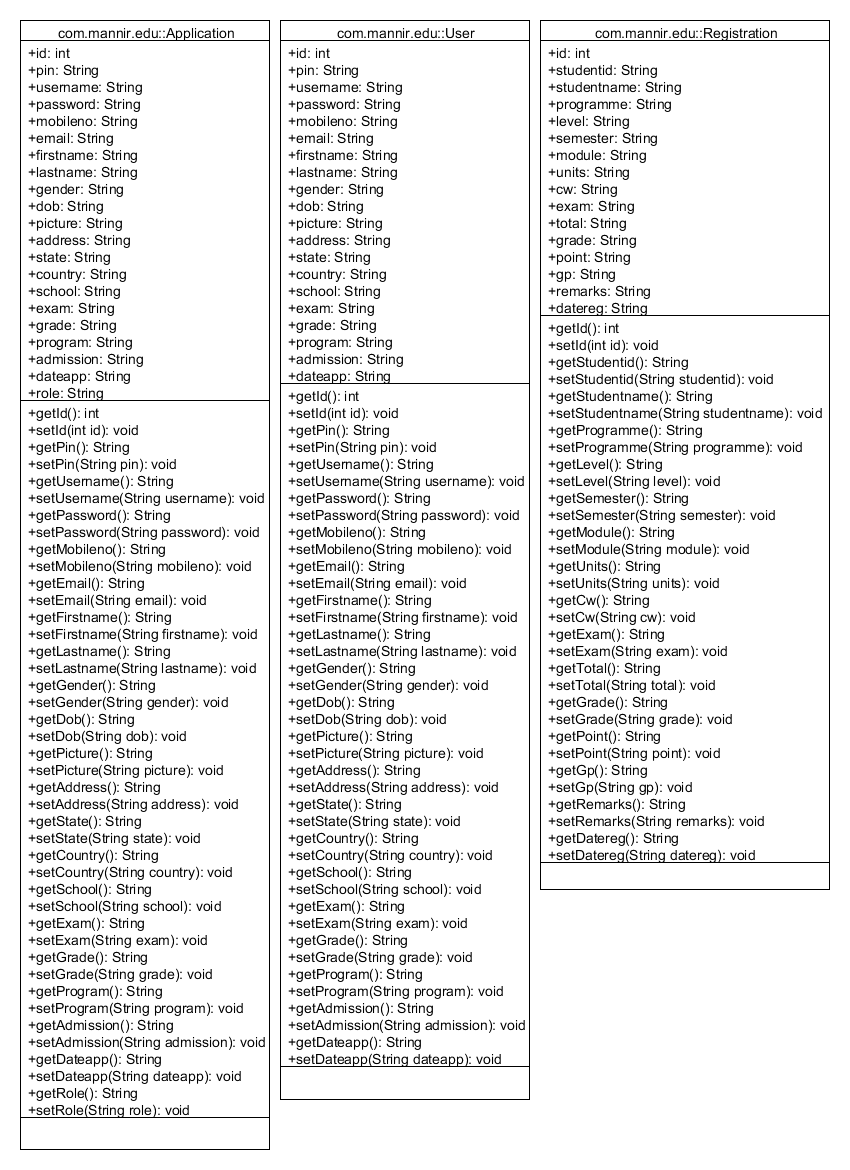 com.mannir.edu::Application
+id: int
+pin: String
+username: String
+password: String
+mobileno: String
+email: String
+firstname: String
+lastname: String
+gender: String
+dob: String
+picture: String
+address: String
+state: String
+country: String
+school: String
+exam: String
+grade: String
+program: String
+admission: String
+dateapp: String
+role: String
+getId(): int
+setId(int id): void
+getPin(): String
+setPin(String pin): void
+getUsername(): String
+setUsername(String username): void
+getPassword(): String
+setPassword(String password): void
+getMobileno(): String
+setMobileno(String mobileno): void
+getEmail(): String
+setEmail(String email): void
+getFirstname(): String
+setFirstname(String firstname): void
+getLastname(): String
+setLastname(String lastname): void
+getGender(): String
+setGender(String gender): void
+getDob(): String
+setDob(String dob): void
+getPicture(): String
+setPicture(String picture): void
+getAddress(): String
+setAddress(String address): void
+getState(): String
+setState(String state): void
+getCountry(): String
+setCountry(String country): void
+getSchool(): String
+setSchool(String school): void
+getExam(): String
+setExam(String exam): void
+getGrade(): String
+setGrade(String grade): void
+getProgram(): String
+setProgram(String program): void
+getAdmission(): String
+setAdmission(String admission): void
+getDateapp(): String
+setDateapp(String dateapp): void
+getRole(): String
+setRole(String role): void
com.mannir.edu::User
+id: int
+pin: String
+username: String
+password: String
+mobileno: String
+email: String
+firstname: String
+lastname: String
+gender: String
+dob: String
+picture: String
+address: String
+state: String
+country: String
+school: String
+exam: String
+grade: String
+program: String
+admission: String
+dateapp: String
+getId(): int
+setId(int id): void
+getPin(): String
+setPin(String pin): void
+getUsername(): String
+setUsername(String username): void
+getPassword(): String
+setPassword(String password): void
+getMobileno(): String
+setMobileno(String mobileno): void
+getEmail(): String
+setEmail(String email): void
+getFirstname(): String
+setFirstname(String firstname): void
+getLastname(): String
+setLastname(String lastname): void
+getGender(): String
+setGender(String gender): void
+getDob(): String
+setDob(String dob): void
+getPicture(): String
+setPicture(String picture): void
+getAddress(): String
+setAddress(String address): void
+getState(): String
+setState(String state): void
+getCountry(): String
+setCountry(String country): void
+getSchool(): String
+setSchool(String school): void
+getExam(): String
+setExam(String exam): void
+getGrade(): String
+setGrade(String grade): void
+getProgram(): String
+setProgram(String program): void
+getAdmission(): String
+setAdmission(String admission): void
+getDateapp(): String
+setDateapp(String dateapp): void
com.mannir.edu::Registration
+id: int
+studentid: String
+studentname: String
+programme: String
+level: String
+semester: String
+module: String
+units: String
+cw: String
+exam: String
+total: String
+grade: String
+point: String
+gp: String
+remarks: String
+datereg: String
+getId(): int
+setId(int id): void
+getStudentid(): String
+setStudentid(String studentid): void
+getStudentname(): String
+setStudentname(String studentname): void
+getProgramme(): String
+setProgramme(String programme): void
+getLevel(): String
+setLevel(String level): void
+getSemester(): String
+setSemester(String semester): void
+getModule(): String
+setModule(String module): void
+getUnits(): String
+setUnits(String units): void
+getCw(): String
+setCw(String cw): void
+getExam(): String
+setExam(String exam): void
+getTotal(): String
+setTotal(String total): void
+getGrade(): String
+setGrade(String grade): void
+getPoint(): String
+setPoint(String point): void
+getGp(): String
+setGp(String gp): void
+getRemarks(): String
+setRemarks(String remarks): void
+getDatereg(): String
+setDatereg(String datereg): void